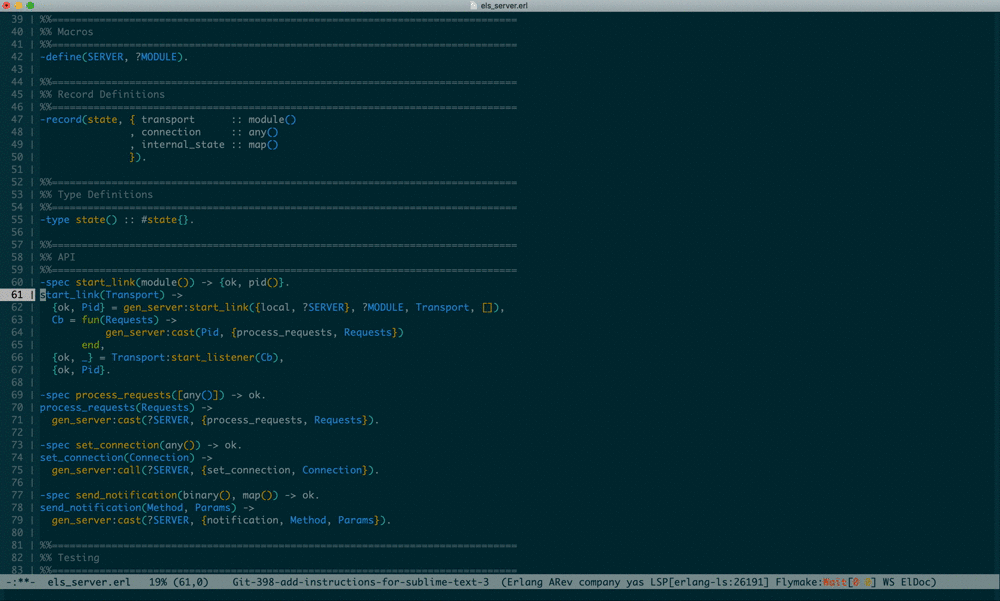 els_server.erl
39 | %%==============================================================================
40 | %% Macros
41 | %%==============================================================================
42 | -define(SERVER, ?MODULE).
43 |
44 | %%==============================================================================
45 | %% Record Definitions
46 | %%==============================================================================
47 | -record(state, { transport      :: module()
48 |                , connection     :: any()
49 |                , internal_state :: map()
50 |                }).
51 |
52 | %%==============================================================================
53 | %% Type Definitions
54 | %%==============================================================================
55 | -type state() :: #state{}.
56 |
57 | %%==============================================================================
58 | %% API
59 | %%==============================================================================
60 | -spec start_link(module()) -> {ok, pid()}.
61 | start_link(Transport) ->
62 |   {ok, Pid} = gen_server:start_link({local, ?SERVER}, ?MODULE, Transport, []),
63 |   Cb = fun(Requests) ->
64 |            gen_server:cast(Pid, {process_requests, Requests})
65 |        end,
66 |   {ok, _} = Transport:start_listener(Cb),
67 |   {ok, Pid}.
68 |
69 | -spec process_requests([any()]) -> ok.
70 | process_requests(Requests) ->
71 |   gen_server:cast(?SERVER, {process_requests, Requests}).
72 |
73 | -spec set_connection(any()) -> ok.
74 | set_connection(Connection) ->
75 |   gen_server:call(?SERVER, {set_connection, Connection}).
76 |
77 | -spec send_notification(binary(), map()) -> ok.
78 | send_notification(Method, Params) ->
79 |   gen_server:cast(?SERVER, {notification, Method, Params}).
80 |
81 | %%==============================================================================
82 | %% Testing
83 | %%==============================================================================
-:**-  els_server.erl   19% (61,0)    Git-398-add-instructions-for-sublime-text-3  (Erlang ARev company yas LSP[erlang-ls:26191] Flymake:Wait[0 0] WS ElDoc)